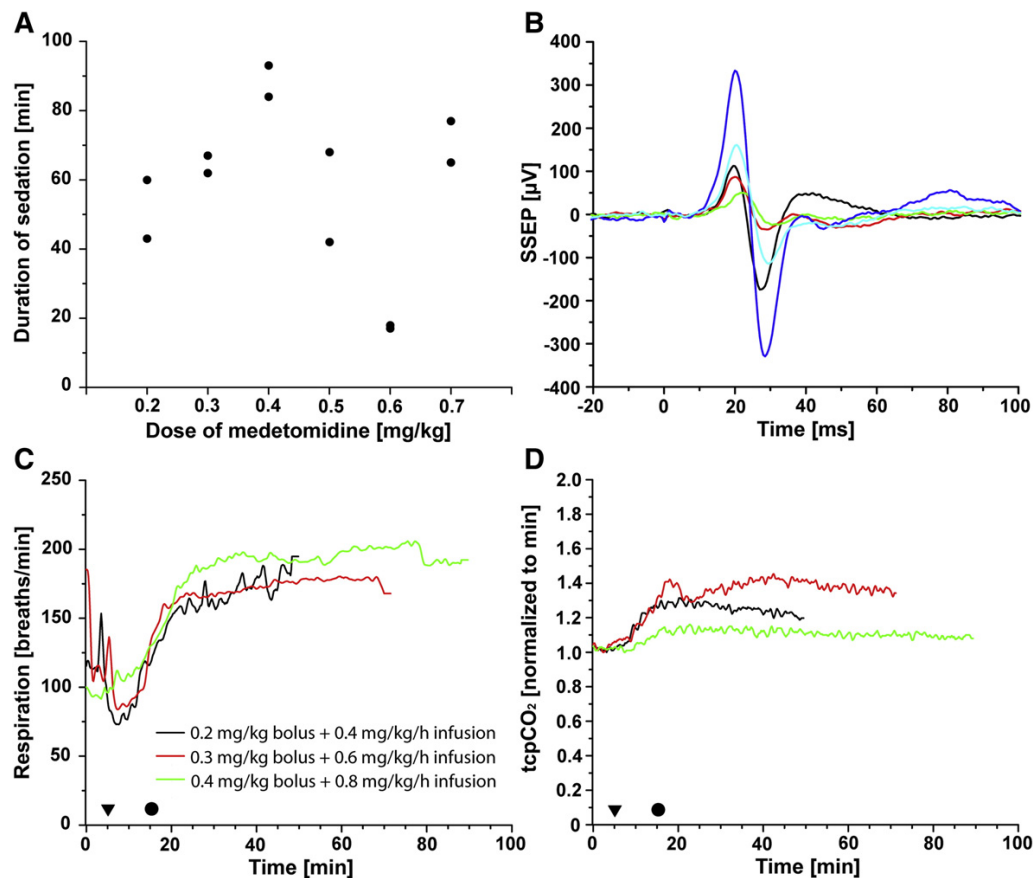 A
Duration of sedation [min]
100
80
60
40
20
0
0.2 0.3 0.4 0.5 0.6 0.7
Dose of medetomidine [mg/kg]
B
SSEP [µV]
400
300
200
100
0
-100
-200
-300
-400
-20 0 20 40 60 80 100
Time [ms]
C
Respiration [breaths/min]
250
200
150
100
50
0
0.2 mg/kg bolus + 0.4 mg/kg/h infusion
0.3 mg/kg bolus + 0.6 mg/kg/h infusion
0.4 mg/kg bolus + 0.8 mg/kg/h infusion
0 20 40 60 80 100
Time [min]
D
tcpCO₂ [normalized to min]
2.0
1.8
1.6
1.4
1.2
1.0
0.8
0.6
0.4
0.2
0
0 20 40 60 80 100
Time [min]